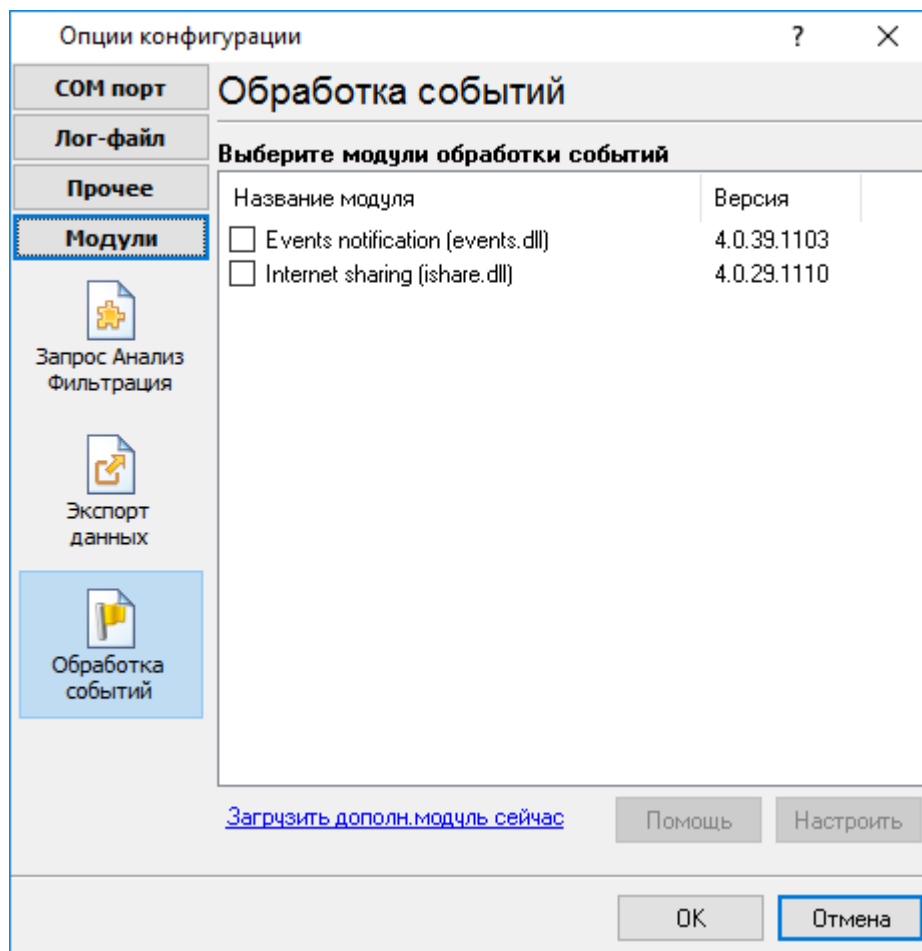 Опции конфигурации
?
COM порт
Лог-файл
Прочее
Модули
Запрос Анализ
Фильтрация
Экспорт
данных
Обработка
событий
Обработка событий
Выберите модули обработки событий
Название модуля Версия
Events notification (events.dll) 4.0.39.1103
Internet sharing (ishare.dll) 4.0.29.1110
Загрузить дополн.модуль сейчас
Помощь
Настроить
OK
Отмена